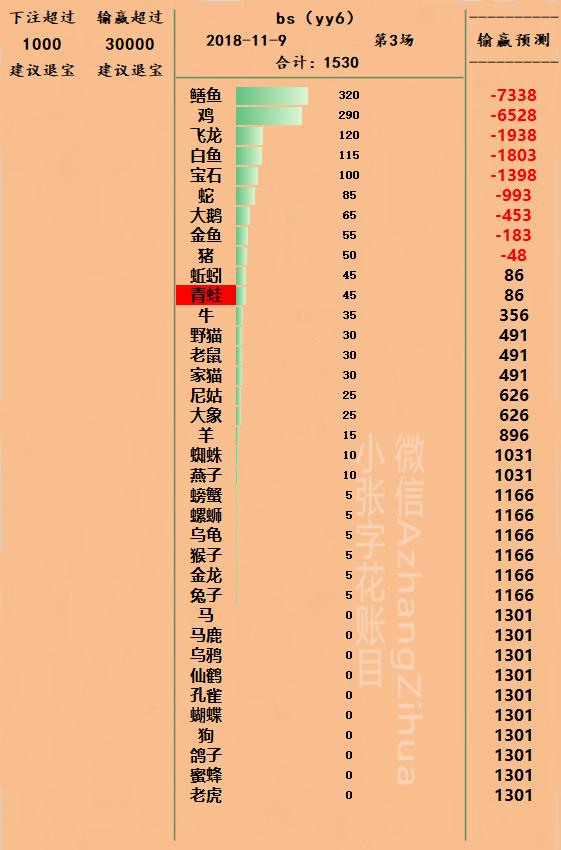 下注超过 输赢超过
1000 30000
建议退宝 建议退宝
bs（yy6）
2018-11-9 第3场
合计：1530
输赢预测
鳝鱼 320 -7338
鸡 290 -6528
飞龙 120 -1938
白鱼 115 -1803
宝石 100 -1398
蛇 85 -993
大鹅 65 -453
金鱼 55 -183
猪 50 -48
蚯蚓 45 86
青蛙 45 86
牛 35 356
野猫 30 491
老鼠 30 491
家猫 30 491
尼姑 25 626
大象 25 626
羊 15 896
蜘蛛 10 1031
燕子 10 1031
螃蟹 5 1166
螺蛳 5 1166
乌龟 5 1166
猴子 5 1166
金龙 5 1166
兔子 5 1166
马 0 1301
马鹿 0 1301
乌鸦 0 1301
仙鹤 0 1301
孔雀 0 1301
蝴蝶 0 1301
狗 0 1301
鸽子 0 1301
蜜蜂 0 1301
老虎 0 1301
微信AzhangZihua
小张字花账目